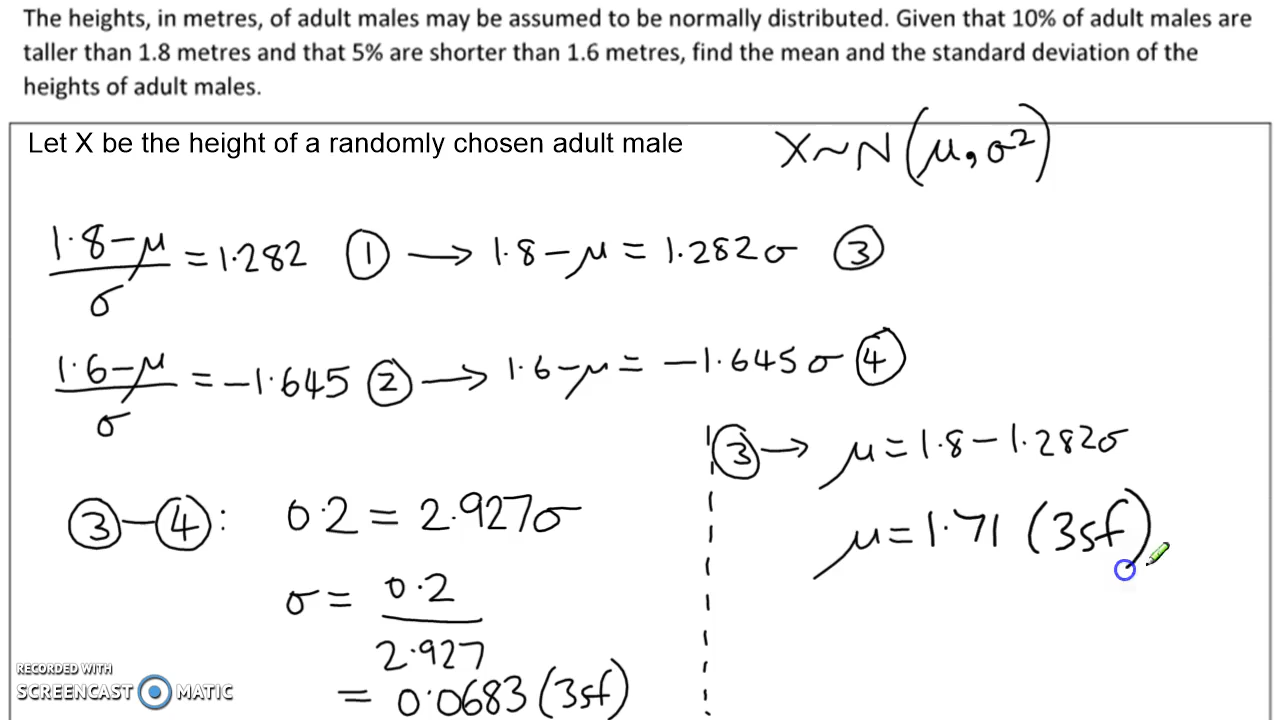 The heights, in metres, of adult males may be assumed to be normally distributed. Given that 10% of adult males are
taller than 1.8 metres and that 5% are shorter than 1.6 metres, find the mean and the standard deviation of the
heights of adult males.
Let X be the height of a randomly chosen adult male
X~N(μ,σ²)
(1.8-μ)/σ = 1.282 ① → 1.8-μ = 1.282σ ③
(1.6-μ)/σ = -1.645 ② → 1.6-μ = -1.645σ ④
③-④: 0.2 = 2.927σ
σ = 0.2/2.927
= 0.0683 (3sf)
③→ μ=1.8-1.282σ
μ=1.71 (3sf)
RECORDED WITH
SCREENCAST MATIC